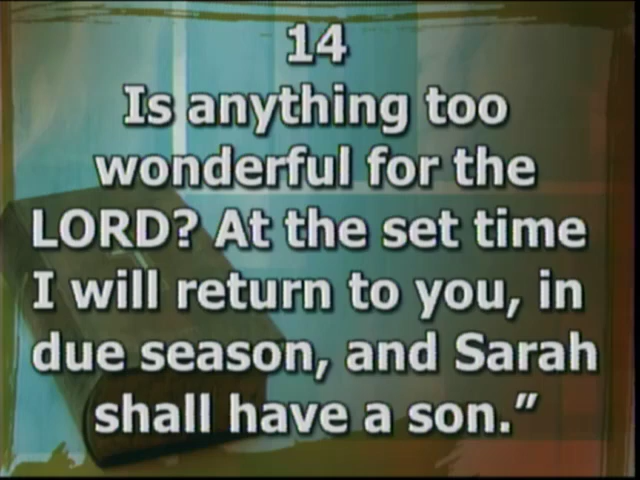 14
Is anything too
wonderful for the
LORD? At the set time
I will return to you, in
due season, and Sarah
shall have a son.”